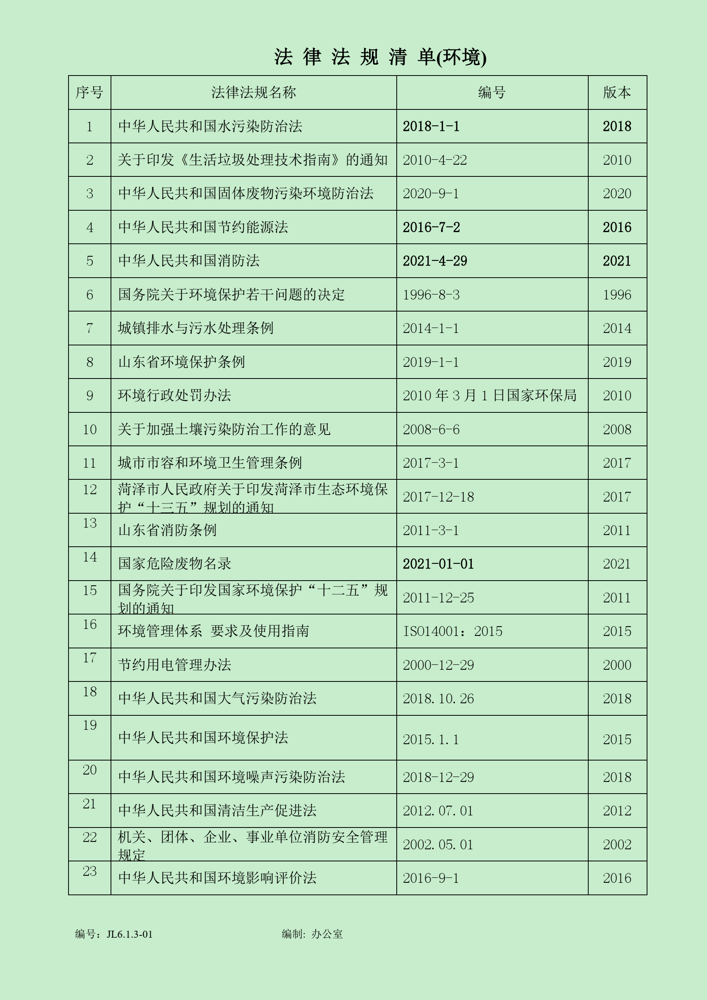 法 律 法 规 清 单(环境)
序号 法律法规名称 编号 版本
1 中华人民共和国水污染防治法 2018-1-1 2018
2 关于印发《生活垃圾处理技术指南》的通知 2010-4-22 2010
3 中华人民共和国固体废物污染环境防治法 2020-9-1 2020
4 中华人民共和国节约能源法 2016-7-2 2016
5 中华人民共和国消防法 2021-4-29 2021
6 国务院关于环境保护若干问题的决定 1996-8-3 1996
7 城镇排水与污水处理条例 2014-1-1 2014
8 山东省环境保护条例 2019-1-1 2019
9 环境行政处罚办法 2010 年 3 月 1 日国家环保局 2010
10 关于加强土壤污染防治工作的意见 2008-6-6 2008
11 城市市容和环境卫生管理条例 2017-3-1 2017
12 菏泽市人民政府关于印发菏泽市生态环境保
护“十三五”规划的通知 2017-12-18 2017
13 山东省消防条例 2011-3-1 2011
14 国家危险废物名录 2021-01-01 2021
15 国务院关于印发国家环境保护“十二五”规
划的通知 2011-12-25 2011
16 环境管理体系 要求及使用指南 ISO14001：2015 2015
17 节约用电管理办法 2000-12-29 2000
18 中华人民共和国大气污染防治法 2018.10.26 2018
19 中华人民共和国环境保护法 2015.1.1 2015
20 中华人民共和国环境噪声污染防治法 2018-12-29 2018
21 中华人民共和国清洁生产促进法 2012.07.01 2012
22 机关、团体、企业、事业单位消防安全管理
规定 2002.05.01 2002
23 中华人民共和国环境影响评价法 2016-9-1 2016
编号：JL6.1.3-01 编制: 办公室